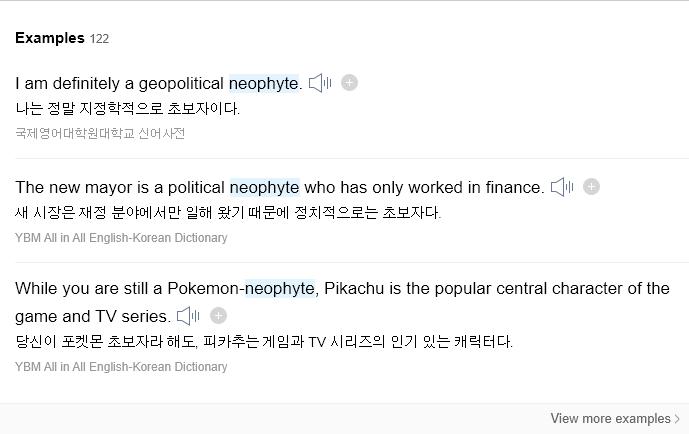 Examples 122
I am definitely a geopolitical neophyte.
나는 정말 지정학적으로 초보자이다.
국제영어대학원대학교 신어사전
The new mayor is a political neophyte who has only worked in finance.
새 시장은 재정 분야에서만 일해 왔기 때문에 정치적으로는 초보자다.
YBM All in All English-Korean Dictionary
While you are still a Pokemon-neophyte, Pikachu is the popular central character of the
game and TV series.
당신이 포켓몬 초보자라 해도, 피카추는 게임과 TV 시리즈의 인기 있는 캐릭터다.
YBM All in All English-Korean Dictionary
View more examples